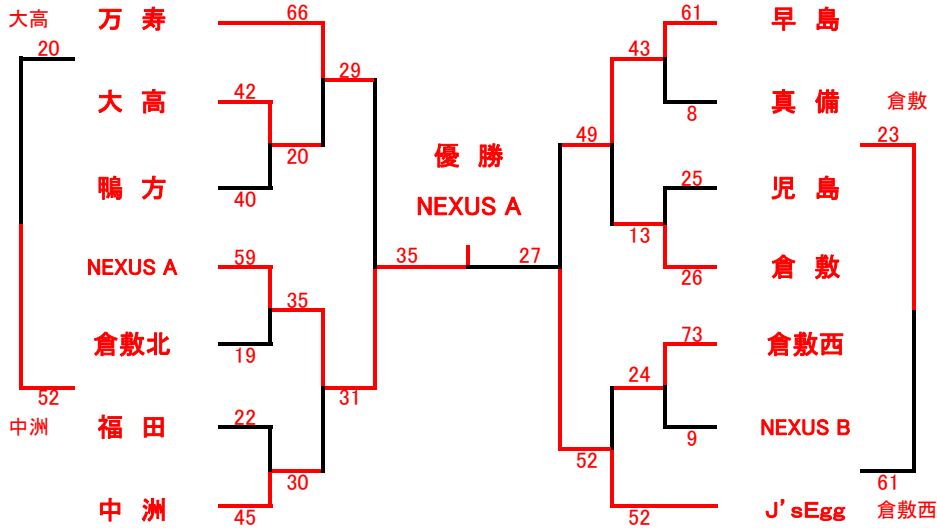 大高
20
52
中洲
万 寿
66
大 高
42
20
鴨 方
40
29
NEXUS A
59
35
倉敷北
19
31
福 田
22
30
中 洲
45
優 勝
NEXUS A
35
27
早 島
61
43
真 備
8
49
児 島
25
13
倉 敷
26
倉敷西
73
24
NEXUS B
9
52
J'sEgg
52
倉敷
23
61
倉敷西